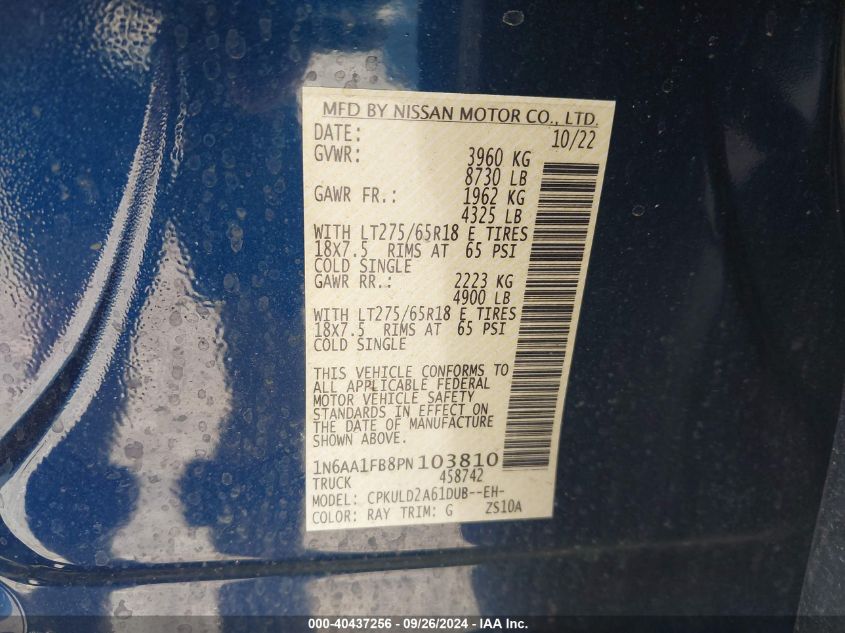 MFD BY NISSAN MOTOR CO., LTD.
DATE: 10/22
GVWR: 3960 KG
8730 LB
GAWR FR.: 1962 KG
4325 LB
WITH LT275/65R18 E TIRES
18X7.5 RIMS AT 65 PSI
COLD SINGLE
GAWR RR.: 2223 KG
4900 LB
WITH LT275/65R18 E TIRES
18X7.5 RIMS AT 65 PSI
COLD SINGLE
THIS VEHICLE CONFORMS TO
ALL APPLICABLE FEDERAL
MOTOR VEHICLE SAFETY
STANDARDS IN EFFECT ON
THE DATE OF MANUFACTURE
SHOWN ABOVE.
1N6AA1FB8PN103810
TRUCK 458742
MODEL: CPKULD2A61DUB--EH-
COLOR: RAY TRIM: G ZS10A
000-40437256 - 09/26/2024 - IAA Inc.